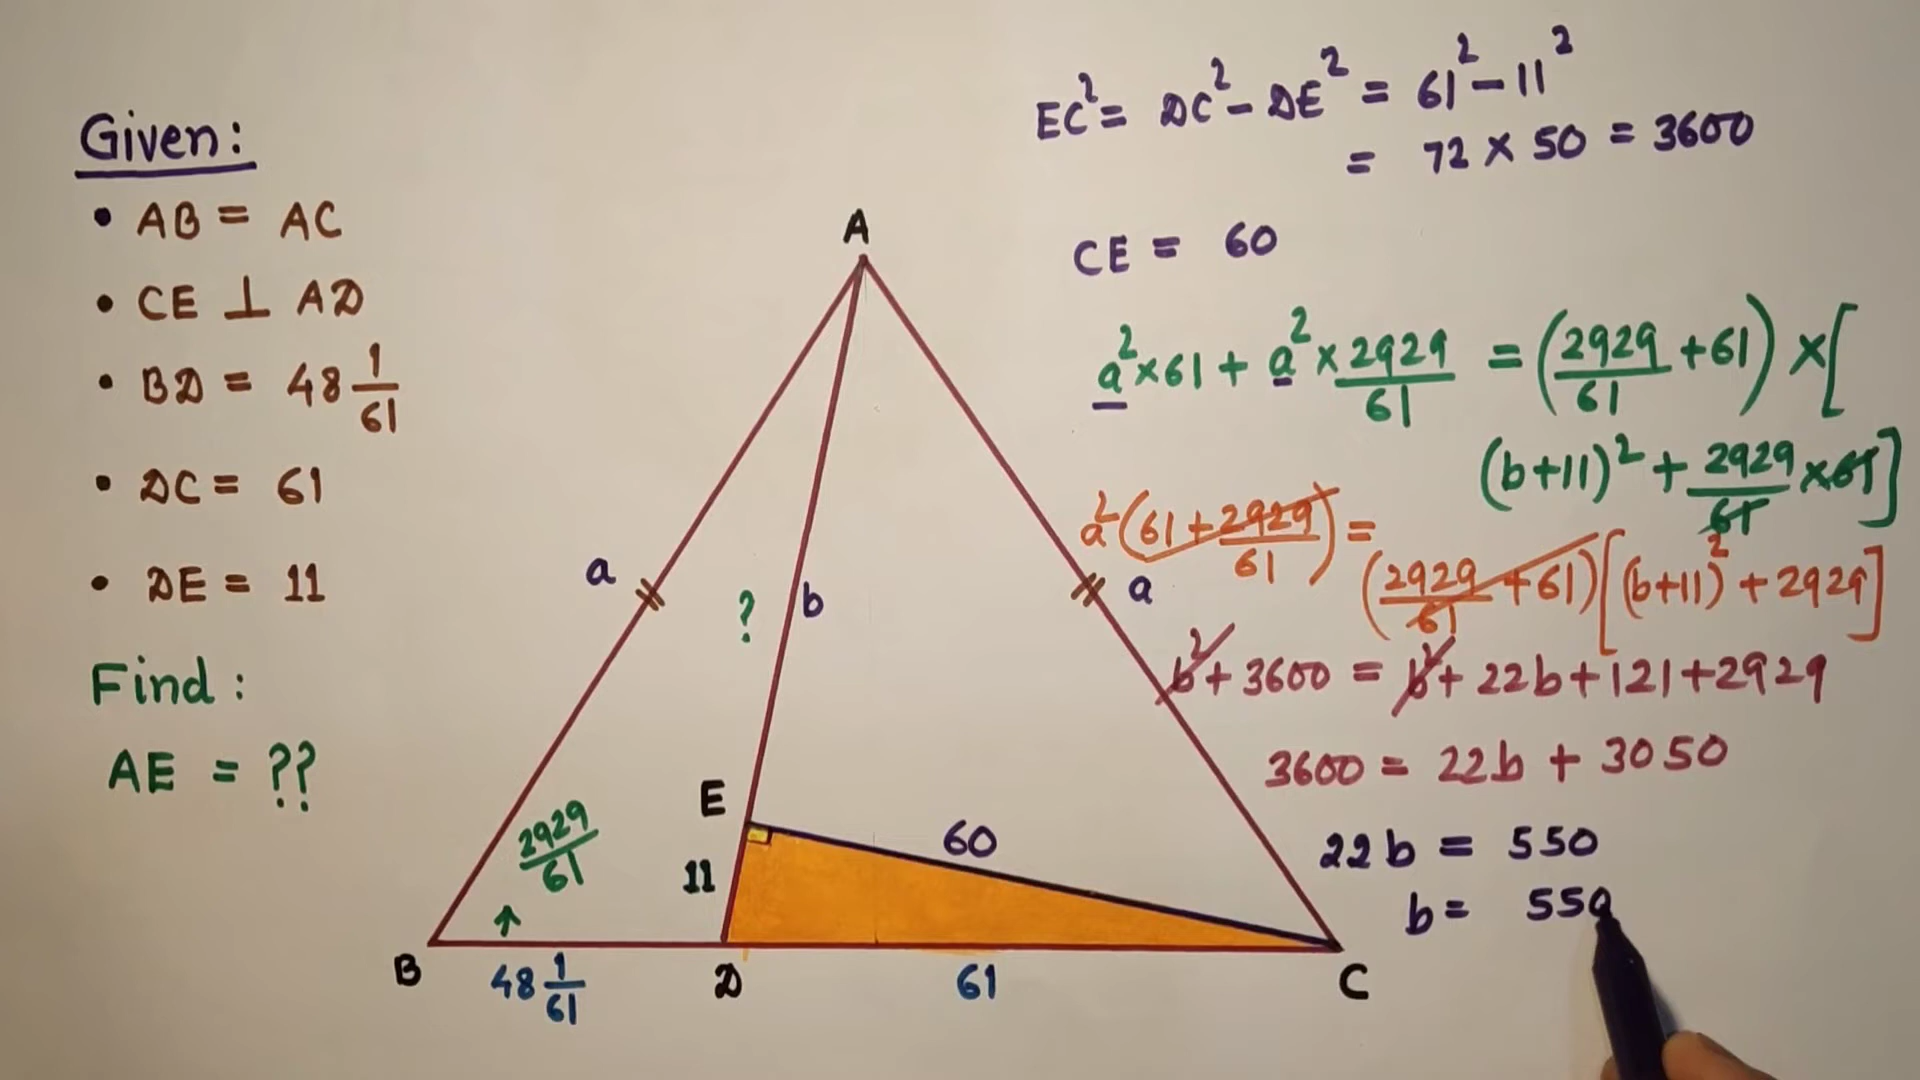 Given:
• AB = AC
• CE ⊥ AD
• BD = 48 1/61
• DC = 61
• DE = 11
Find:
AE = ??
A
a
?
b
a
E
2929/61
11
60
↑
B
48 1/61
D
61
C
EC² = DC² - DE² = 61² - 11²
= 72 × 50 = 3600
CE = 60
a² × 61 + a² × 2929/61 = (2929/61 + 61) × [
(b+11)² + 2929/61 × 61]
a² (61 + 2929/61) =
(2929/61 + 61) [(b+11)² + 2929]
b² + 3600 = b² + 22b + 121 + 2929
3600 = 22b + 3050
22b = 550
b = 550